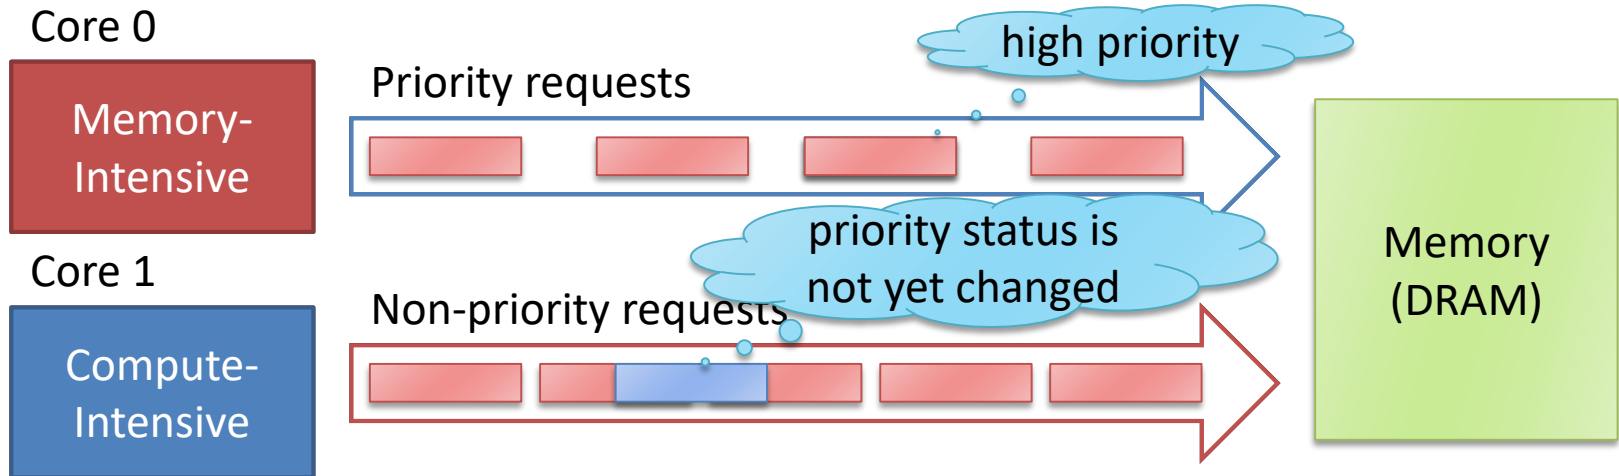 Core 0
Memory-
Intensive
Priority requests
high priority
priority status is
not yet changed
Core 1
Compute-
Intensive
Non-priority requests
Memory
(DRAM)